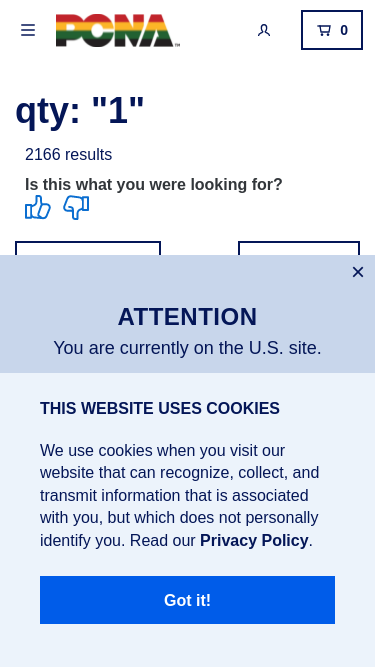 PONA™
0
qty: "1"
2166 results
Is this what you were looking for?
×
ATTENTION
You are currently on the U.S. site.
THIS WEBSITE USES COOKIES
We use cookies when you visit our
website that can recognize, collect, and
transmit information that is associated
with you, but which does not personally
identify you. Read our Privacy Policy.
Got it!